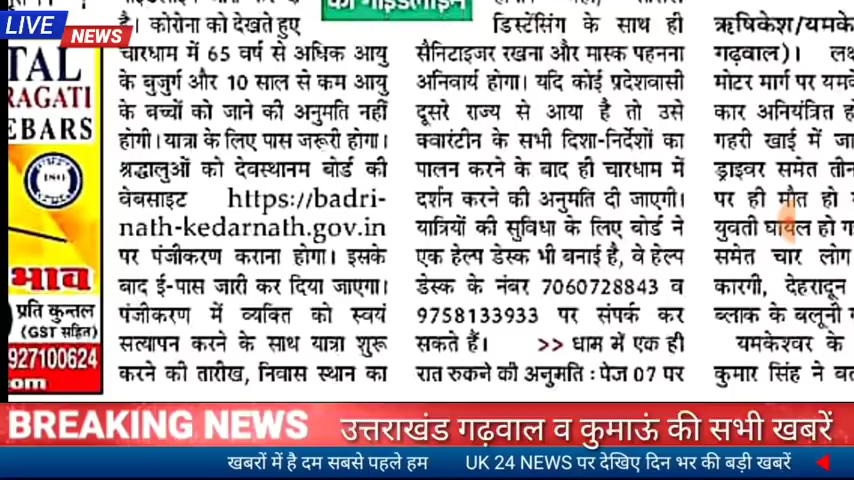 LIVE
NEWS
TAL
RAGATI
EBARS
ISO
भाव
प्रति कुन्तल
(GST सहित)
927100624
com
की गाइडलाइन
है। कोरोना को देखते हुए
चारधाम में 65 वर्ष से अधिक आयु
के बुजुर्ग और 10 साल से कम आयु
के बच्चों को जाने की अनुमति नहीं
होगी। यात्रा के लिए पास जरूरी होगा।
श्रद्धालुओं को देवस्थानम बोर्ड की
वेबसाइट https://badri-
nath-kedarnath.gov.in
पर पंजीकरण कराना होगा। इसके
बाद ई-पास जारी कर दिया जाएगा।
पंजीकरण में व्यक्ति को स्वयं
सत्यापन करने के साथ यात्रा शुरू
करने की तारीख, निवास स्थान का
डिस्टेंसिंग के साथ ही
सैनिटाइजर रखना और मास्क पहनना
अनिवार्य होगा। यदि कोई प्रदेशवासी
दूसरे राज्य से आया है तो उसे
क्वारंटीन के सभी दिशा-निर्देशों का
पालन करने के बाद ही चारधाम में
दर्शन करने की अनुमति दी जाएगी।
यात्रियों की सुविधा के लिए बोर्ड ने
एक हेल्प डेस्क भी बनाई है, वे हेल्प
डेस्क के नंबर 7060728843 व
9758133933 पर संपर्क कर
सकते हैं। >> धाम में एक ही
रात रुकने की अनुमति : पेज 07 पर
ऋषिकेश/यमके
गढ़वाल)। लक्ष
मोटर मार्ग पर यमके
कार अनियंत्रित हो
गहरी खाई में जा
ड्राइवर समेत तीन
पर ही मौत हो
युवती घायल हो ग
समेत चार लोग
कारगी, देहरादून
ब्लाक के बलूनी
यमकेश्वर के
कुमार सिंह ने बत
BREAKING NEWS
उत्तराखंड गढ़वाल व कुमाऊं की सभी खबरें
खबरों में है दम सबसे पहले हम UK 24 NEWS पर देखिए दिन भर की बड़ी खबरें